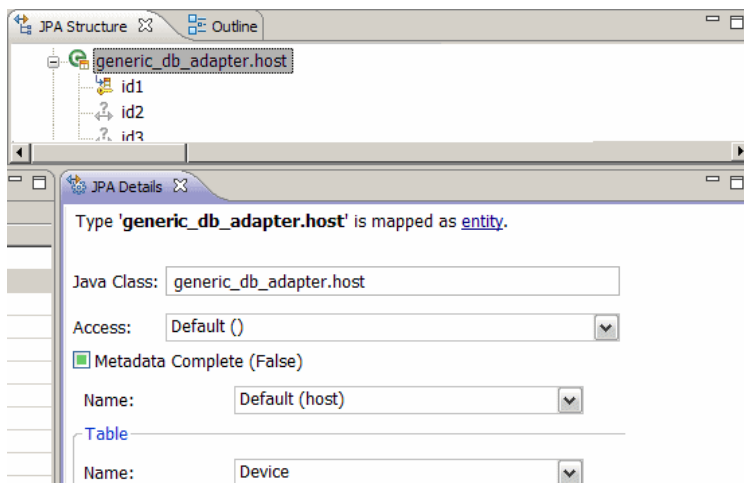 JPA Structure Outline
generic_db_adapter.host
id1
id2
id3
JPA Details
Type 'generic_db_adapter.host' is mapped as entity.
Java Class: generic_db_adapter.host
Access: Default ()
Metadata Complete (False)
Name: Default (host)
Table
Name: Device